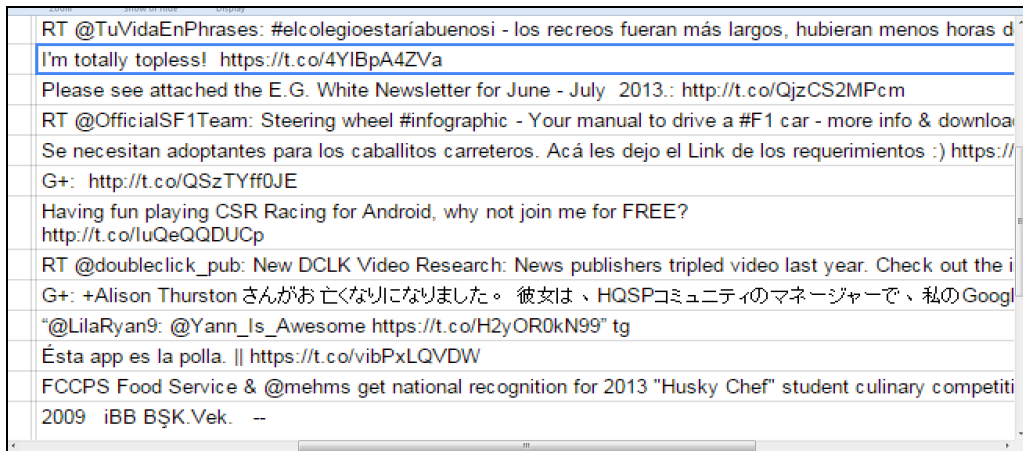 Zoom Show or Hide Display
RT @TuVidaEnPhrases: #elcolegioestaríabuenosi - los recreos fueran más largos, hubieran menos horas d
I'm totally topless!  https://t.co/4YIBpA4ZVa
Please see attached the E.G. White Newsletter for June - July  2013.: http://t.co/QjzCS2MPcm
RT @OfficialSF1Team: Steering wheel #infographic - Your manual to drive a #F1 car - more info & downloa
Se necesitan adoptantes para los caballitos carreteros. Acá les dejo el Link de los requerimientos :) https://
G+:  http://t.co/QSzTYff0JE
Having fun playing CSR Racing for Android, why not join me for FREE?
http://t.co/IuQeQQDUCp
RT @doubleclick_pub: New DCLK Video Research: News publishers tripled video last year. Check out the i
G+: +Alison Thurston さんがお亡くなりになりました。 彼女は、HQSPコミュニティのマネージャーで、私のGoogl
“@LilaRyan9: @Yann_Is_Awesome https://t.co/H2yOR0kN99” tg
Ésta app es la polla. || https://t.co/vibPxLQVDW
FCCPS Food Service & @mehms get national recognition for 2013 "Husky Chef" student culinary competiti
2009   iBB BŞK.Vek.   --